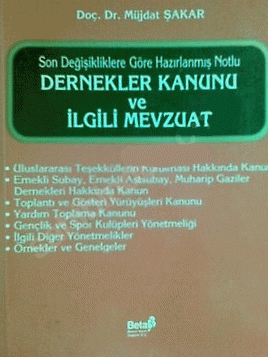 Doç. Dr. Müjdat ŞAKAR
Son Değişikliklere Göre Hazırlanmış Notlu
DERNEKLER KANUNU
ve
İLGİLİ MEVZUAT
• Uluslararası Teşekküllerin Kurulması Hakkında Kanun
• Emekli Subay, Emekli Astsubay, Muharip Gaziler
Dernekleri Hakkında Kanun
• Toplantı ve Gösteri Yürüyüşleri Kanunu
• Yardım Toplama Kanunu
• Gençlik ve Spor Kulüpleri Yönetmeliği
• İlgili Diğer Yönetmelikler
• Örnekler ve Genelgeler
Beta